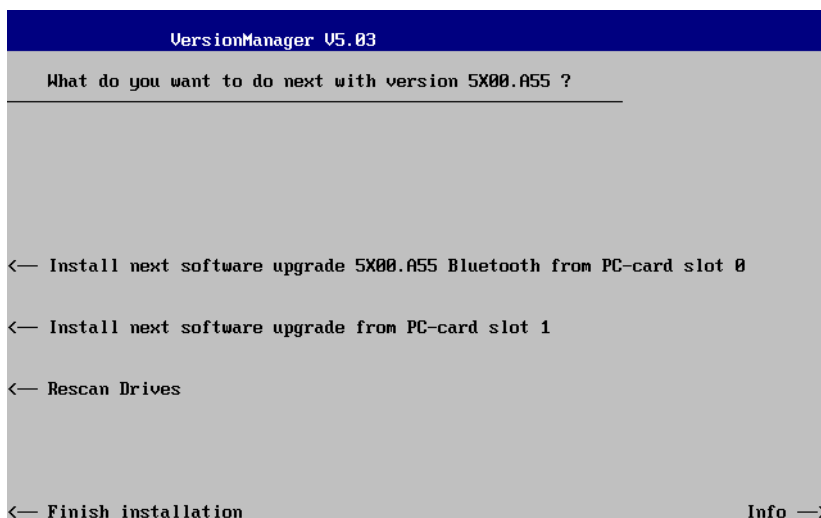 VersionManager V5.03
What do you want to do next with version 5X00.A55 ?
<— Install next software upgrade 5X00.A55 Bluetooth from PC-card slot 0
<— Install next software upgrade from PC-card slot 1
<— Rescan Drives
<— Finish installation Info —>